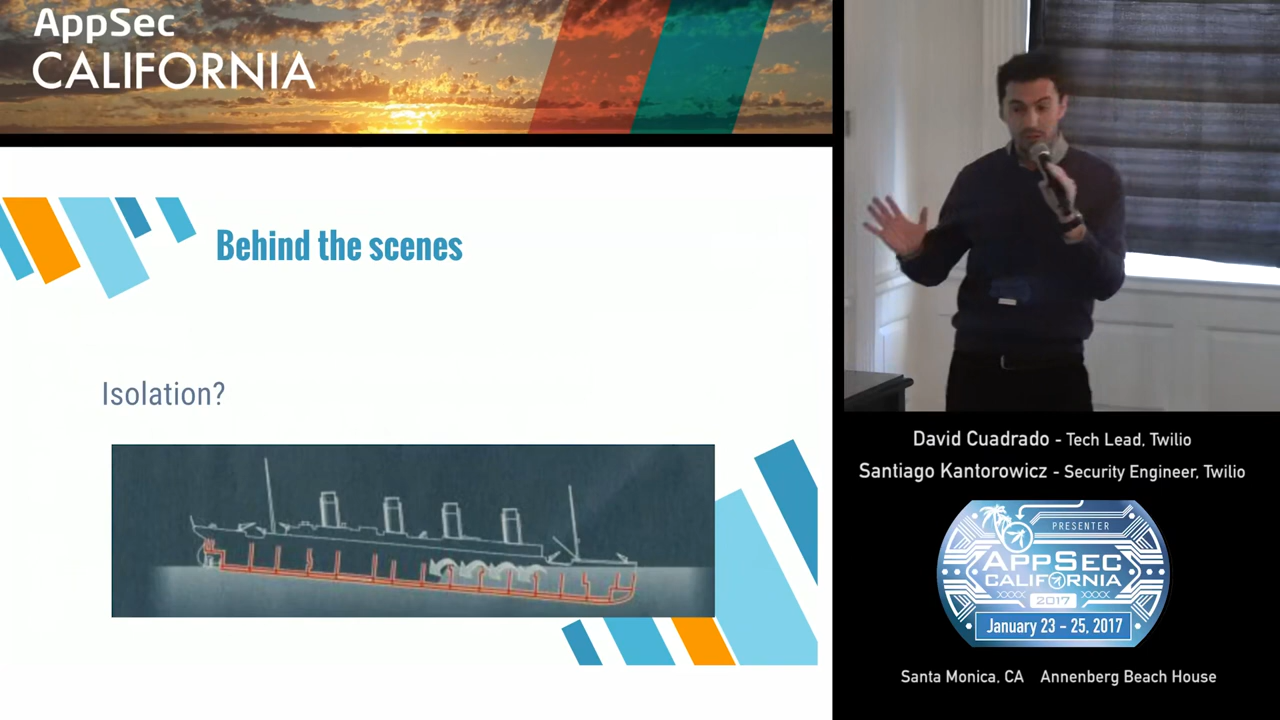 AppSec
CALIFORNIA
Behind the scenes
Isolation?
David Cuadrado - Tech Lead, Twilio
Santiago Kantorowicz - Security Engineer, Twilio
PRESENTER
APPSEC
CALIFORNIA
2017
January 23 - 25, 2017
Santa Monica, CA Annenberg Beach House